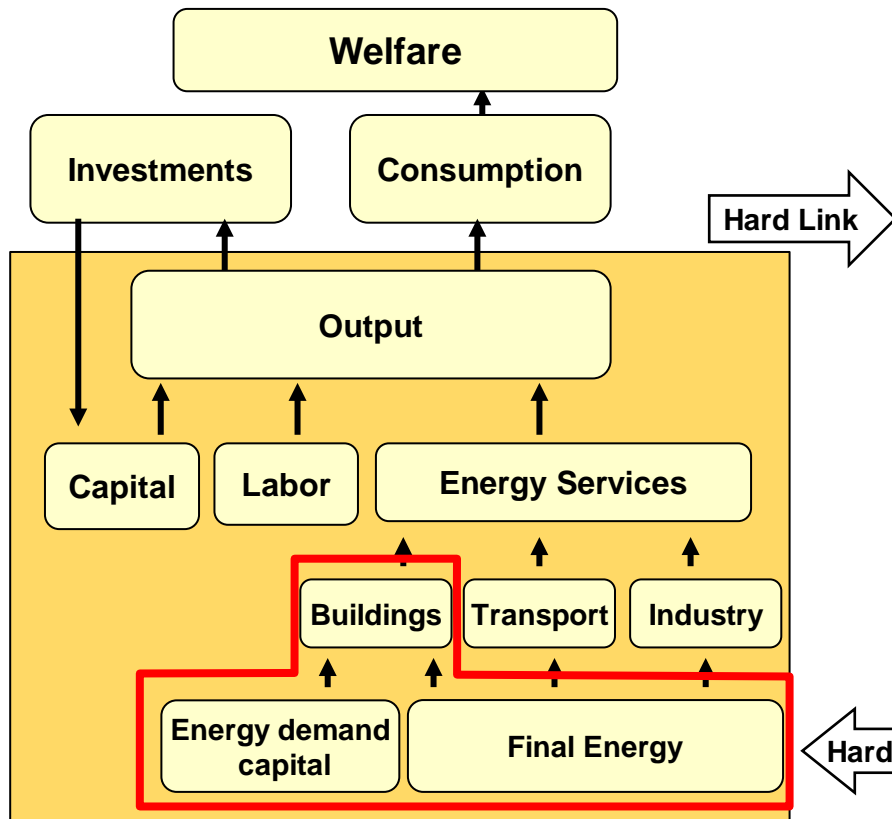 Welfare
Investments
Consumption
Hard Link
Output
Capital
Labor
Energy Services
Buildings
Transport
Industry
Energy demand
capital
Final Energy
Hard